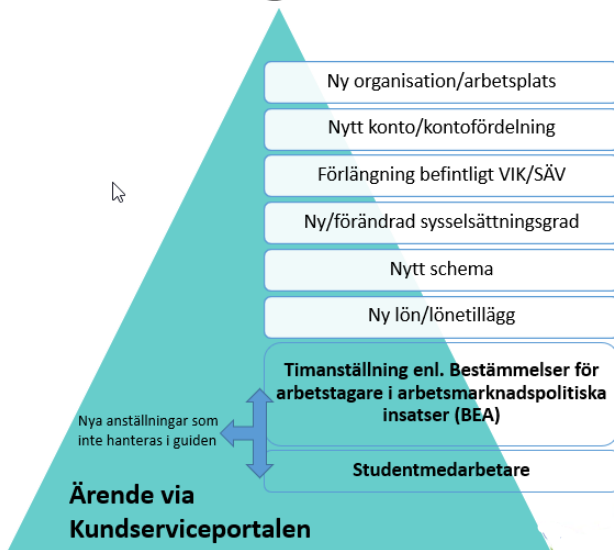 Ny organisation/arbetsplats
Nytt konto/kontofördelning
Förlängning befintligt VIK/SÄV
Ny/förändrad sysselsättningsgrad
Nytt schema
Ny lön/lönetillägg
Timanställning enl. Bestämmelser för
arbetstagare i arbetsmarknadspolitiska
insatser (BEA)
Nya anställningar som
inte hanteras i guiden
Studentmedarbetare
Ärende via
Kundserviceportalen